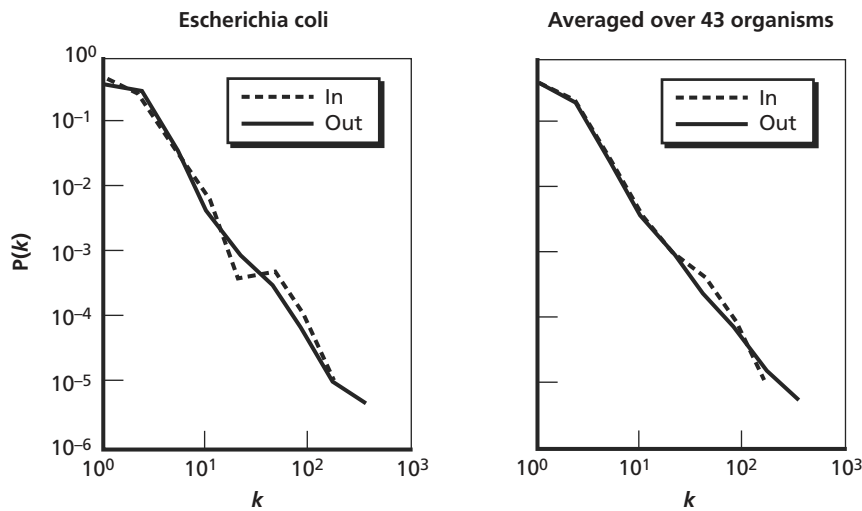 Escherichia coli
Averaged over 43 organisms
10⁰
10⁻¹
10⁻²
10⁻³
10⁻⁴
10⁻⁵
10⁻⁶
P(k)
In
Out
In
Out
10⁰ 10¹ 10² 10³
10⁰ 10¹ 10² 10³
k
k